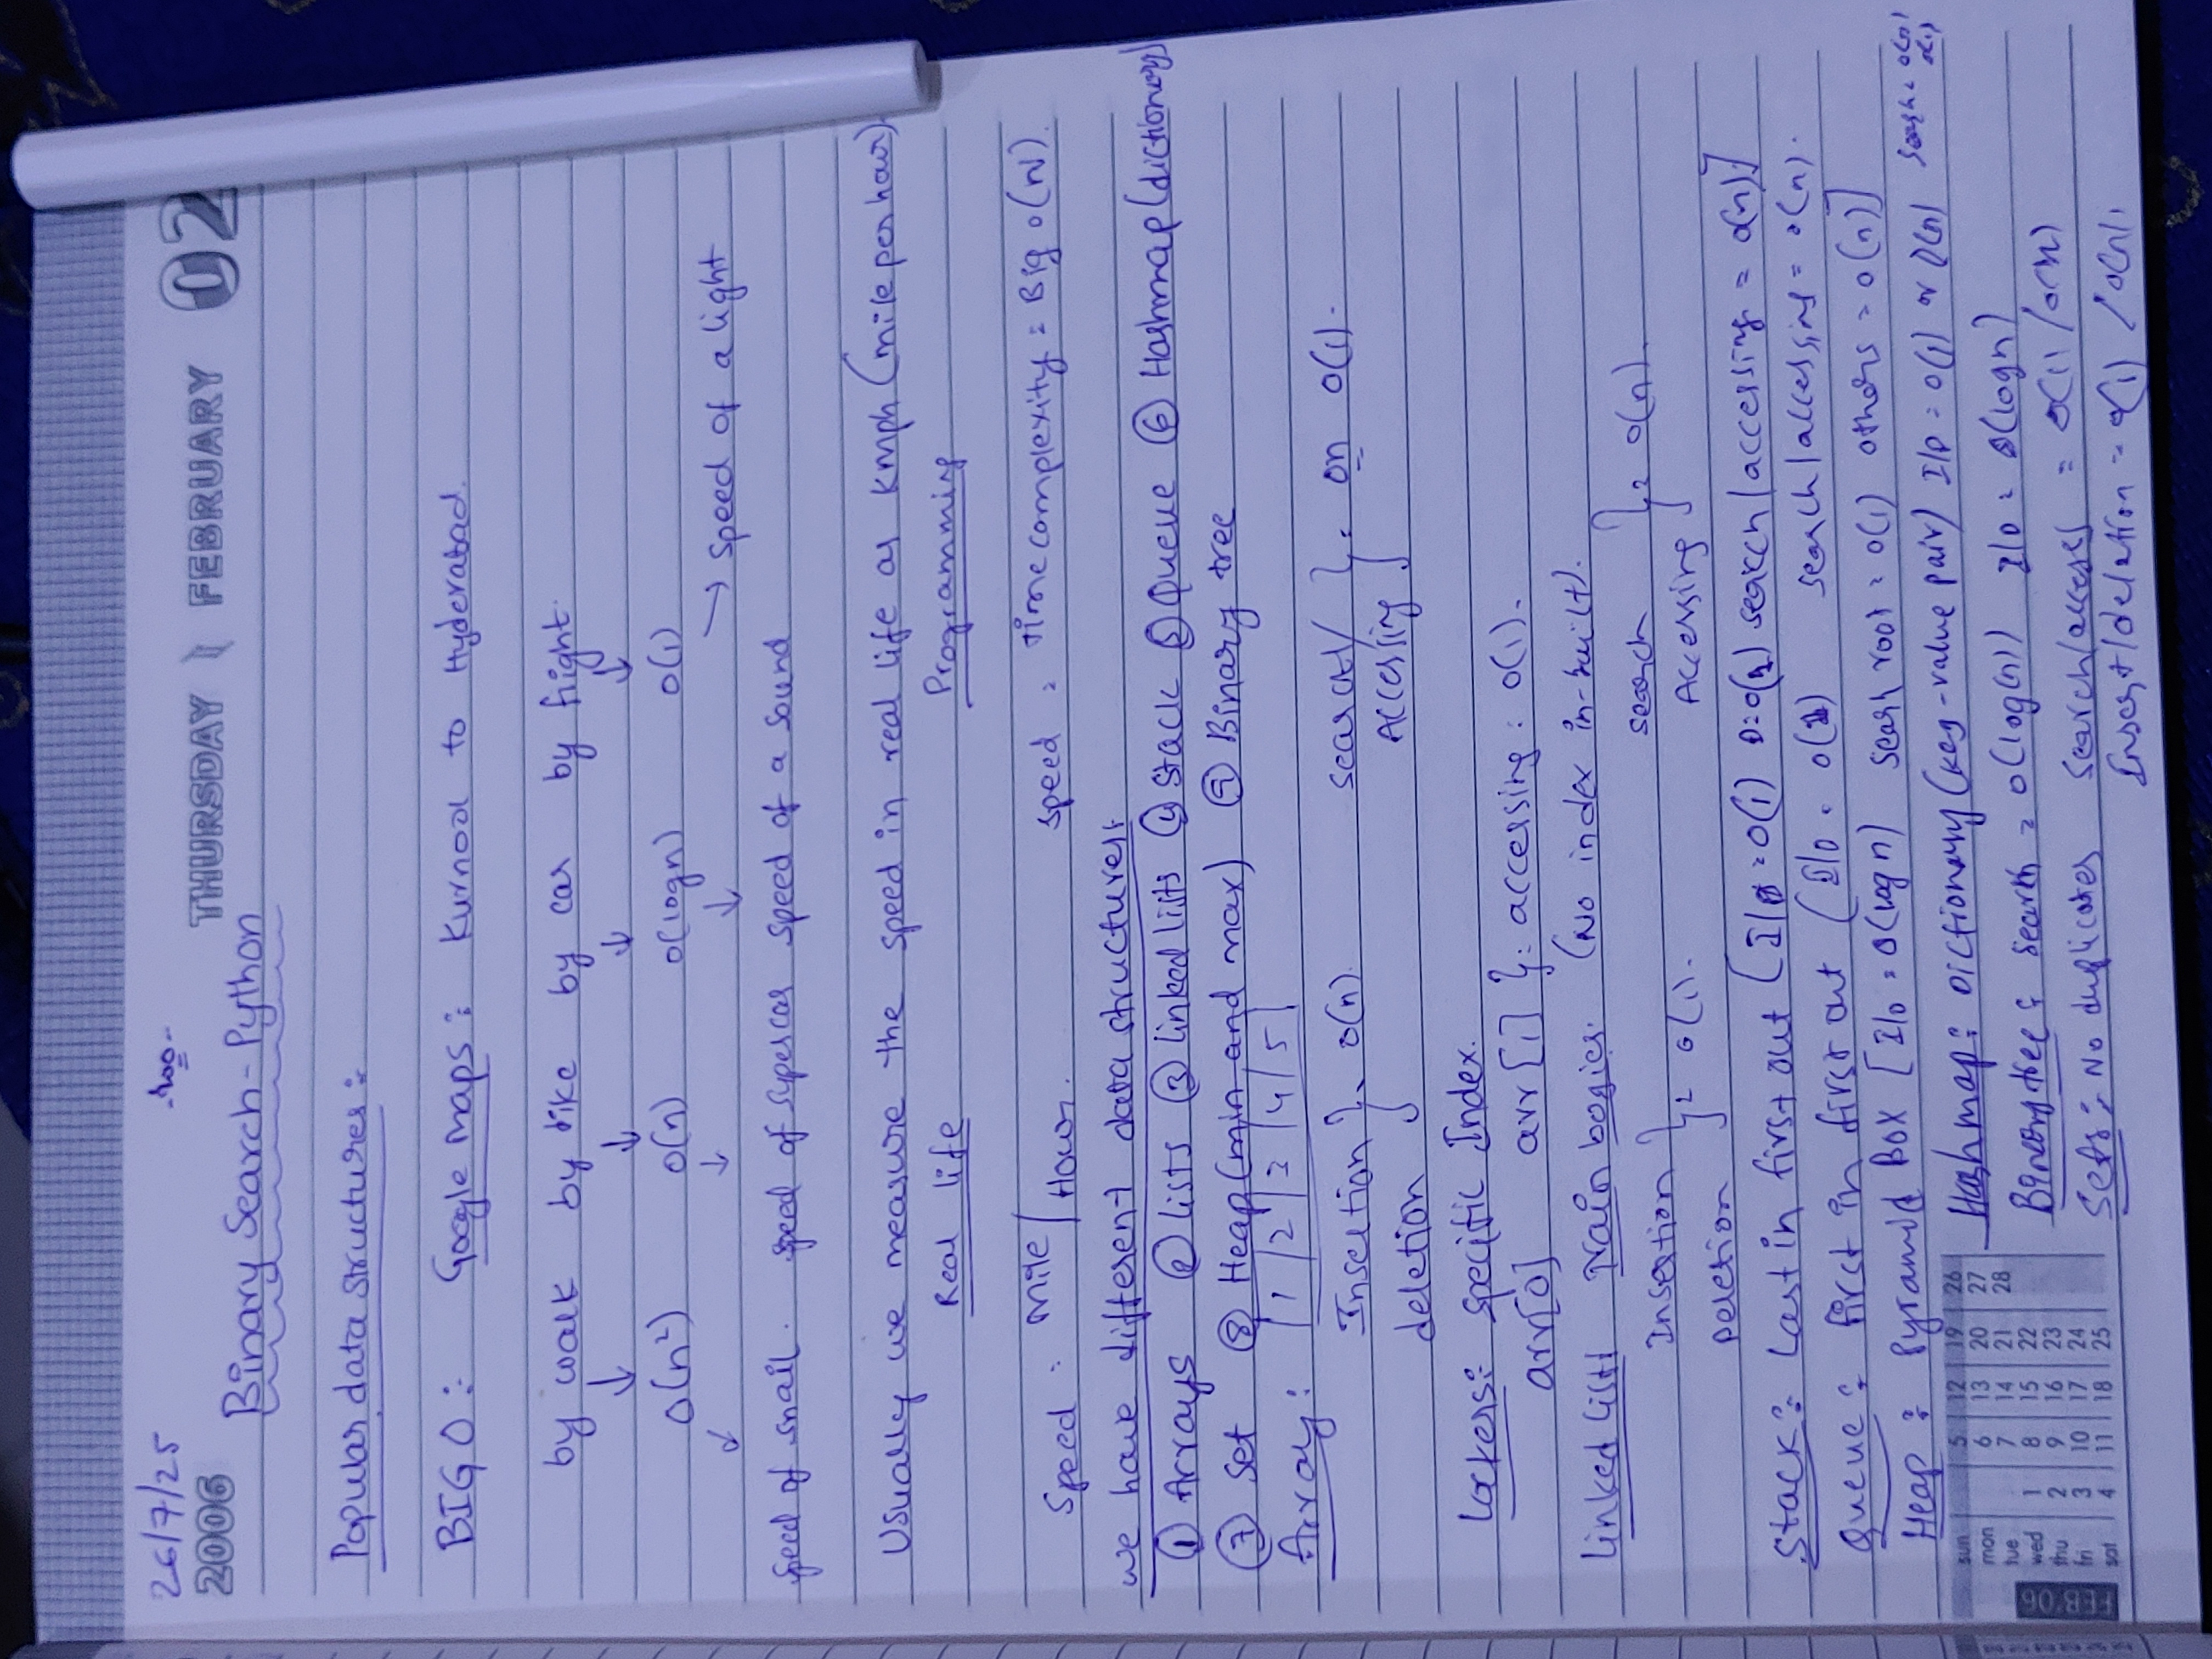 26/7/25
2006 THURSDAY | FEBRUARY 02
Binary Search - Python
Popular data structures:
BIG O: Google maps: Kurnool to Hyderabad.
by walk by bike by car by flight.
↓ ↓ ↓ ↓
O(n²) O(n) O(logn) O(1)
↓ ↓ ↓ → speed of a light
speed of snail. speed of supercar speed of a sound
Usually we measure the speed in real life as kmph (mile per hour).
Real life Programming
Speed: Mile/Hour. speed = Time complexity = Big O(N).
we have different data structures:
① Arrays ② lists ③ linked lists ④ stack ⑤ Queue ⑥ Hashmap (dictionary)
⑦ Set ⑧ Heap (min and max) ⑨ Binary tree
Array: | 1 | 2 | 3 | 4 | 5 |
Insertion } O(n). search/ }: on O(1).
deletion Accessing
Lockers: specific Index.
arr[0] arr[1] }: accessing: O(1).
Linked list: Train bogies. (No index in-built).
Insertion }= O(1). search }= O(n).
Deletion Accessing
Stack: Last in first out [I/D = O(1) D=O(1) search/accessing = O(n)]
Queue: first in first out (I/D = O(1) search/accessing = O(n).
Heap: Pyramid Box [I/D = O(logn) Search root = O(1) others = O(n)]
Hashmap: Dictionary (key-value pair) I/D = O(1) or O(n) Search = O(n) O(1)
Binary tree: search = O(log(n)) I/D = O(logn)
Sets: No duplicates search/access = O(1)/O(n)
Insert/deletion = O(1) / O(n).
FEB'06
sun 5 12 19 26
mon 6 13 20 27
tue 7 14 21 28
wed 1 8 15 22
thu 2 9 16 23
fri 3 10 17 24
sat 4 11 18 25